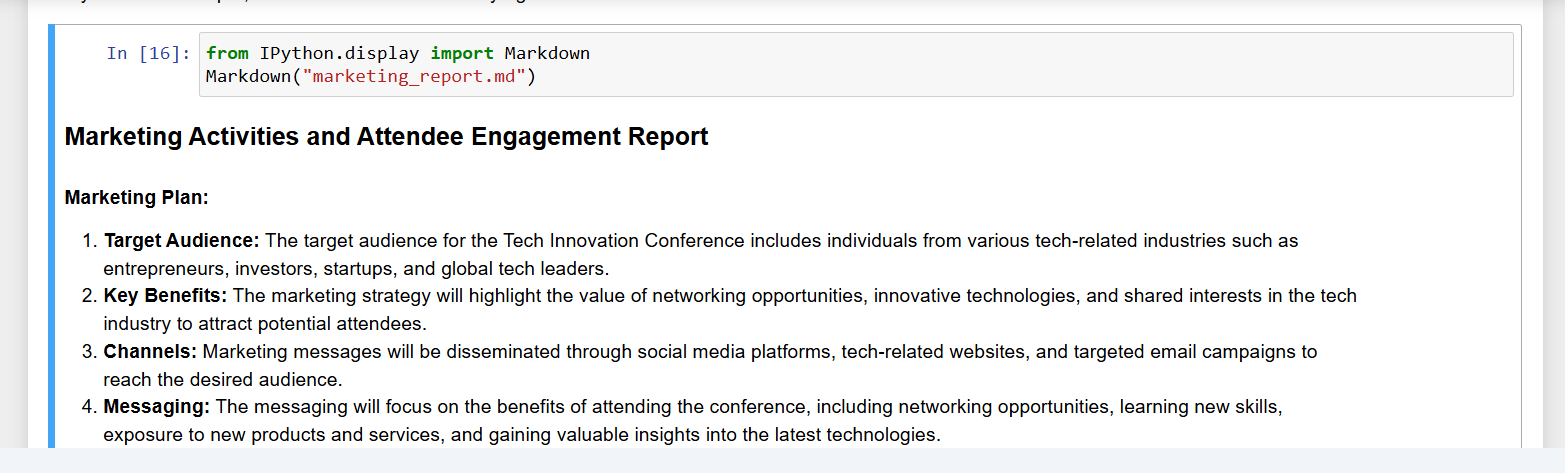 In [16]: from IPython.display import Markdown
Markdown("marketing_report.md")
Marketing Activities and Attendee Engagement Report
Marketing Plan:
1. Target Audience: The target audience for the Tech Innovation Conference includes individuals from various tech-related industries such as
entrepreneurs, investors, startups, and global tech leaders.
2. Key Benefits: The marketing strategy will highlight the value of networking opportunities, innovative technologies, and shared interests in the tech
industry to attract potential attendees.
3. Channels: Marketing messages will be disseminated through social media platforms, tech-related websites, and targeted email campaigns to
reach the desired audience.
4. Messaging: The messaging will focus on the benefits of attending the conference, including networking opportunities, learning new skills,
exposure to new products and services, and gaining valuable insights into the latest technologies.